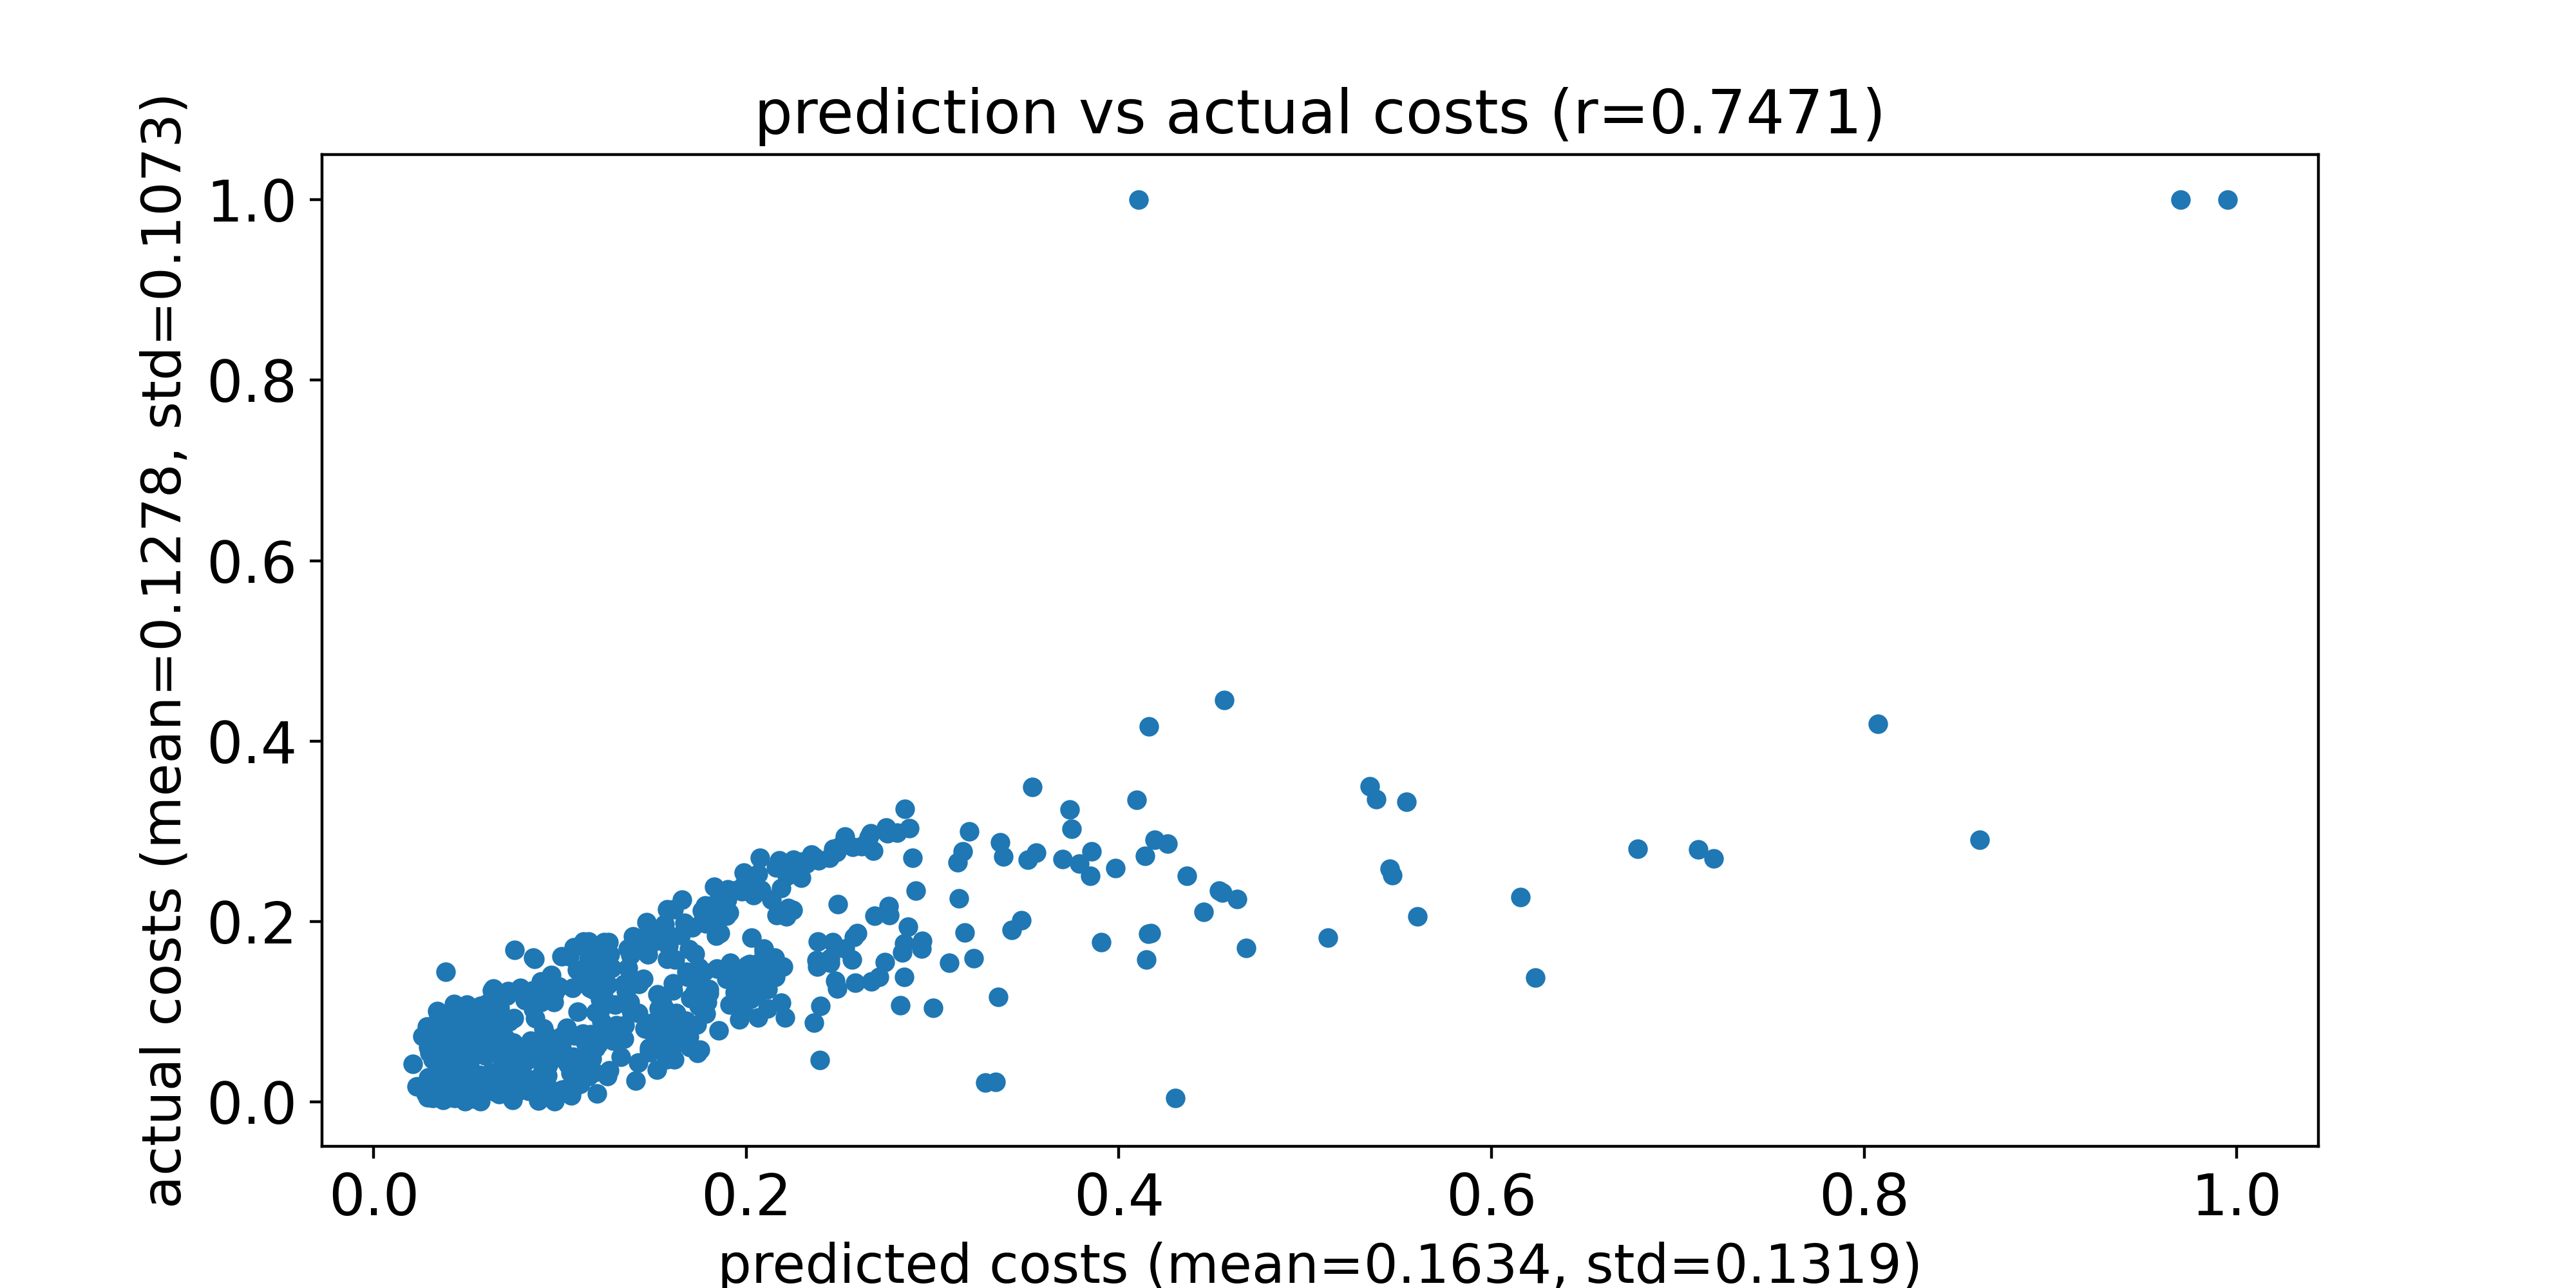 prediction vs actual costs (r=0.7471)
actual costs (mean=0.1278, std=0.1073)
1.0
0.8
0.6
0.4
0.2
0.0
0.0 0.2 0.4 0.6 0.8 1.0
predicted costs (mean=0.1634, std=0.1319)